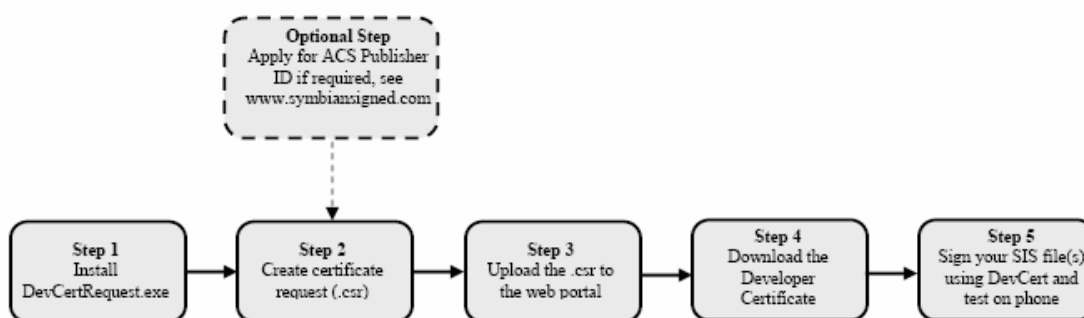 Optional Step
Apply for ACS Publisher
ID if required, see
www.symbiansigned.com
Step 1
Install
DevCertRequest.exe
Step 2
Create certificate
request (.csr)
Step 3
Upload the .csr to
the web portal
Step 4
Download the
Developer
Certificate
Step 5
Sign your SIS file(s)
using DevCert and
test on phone